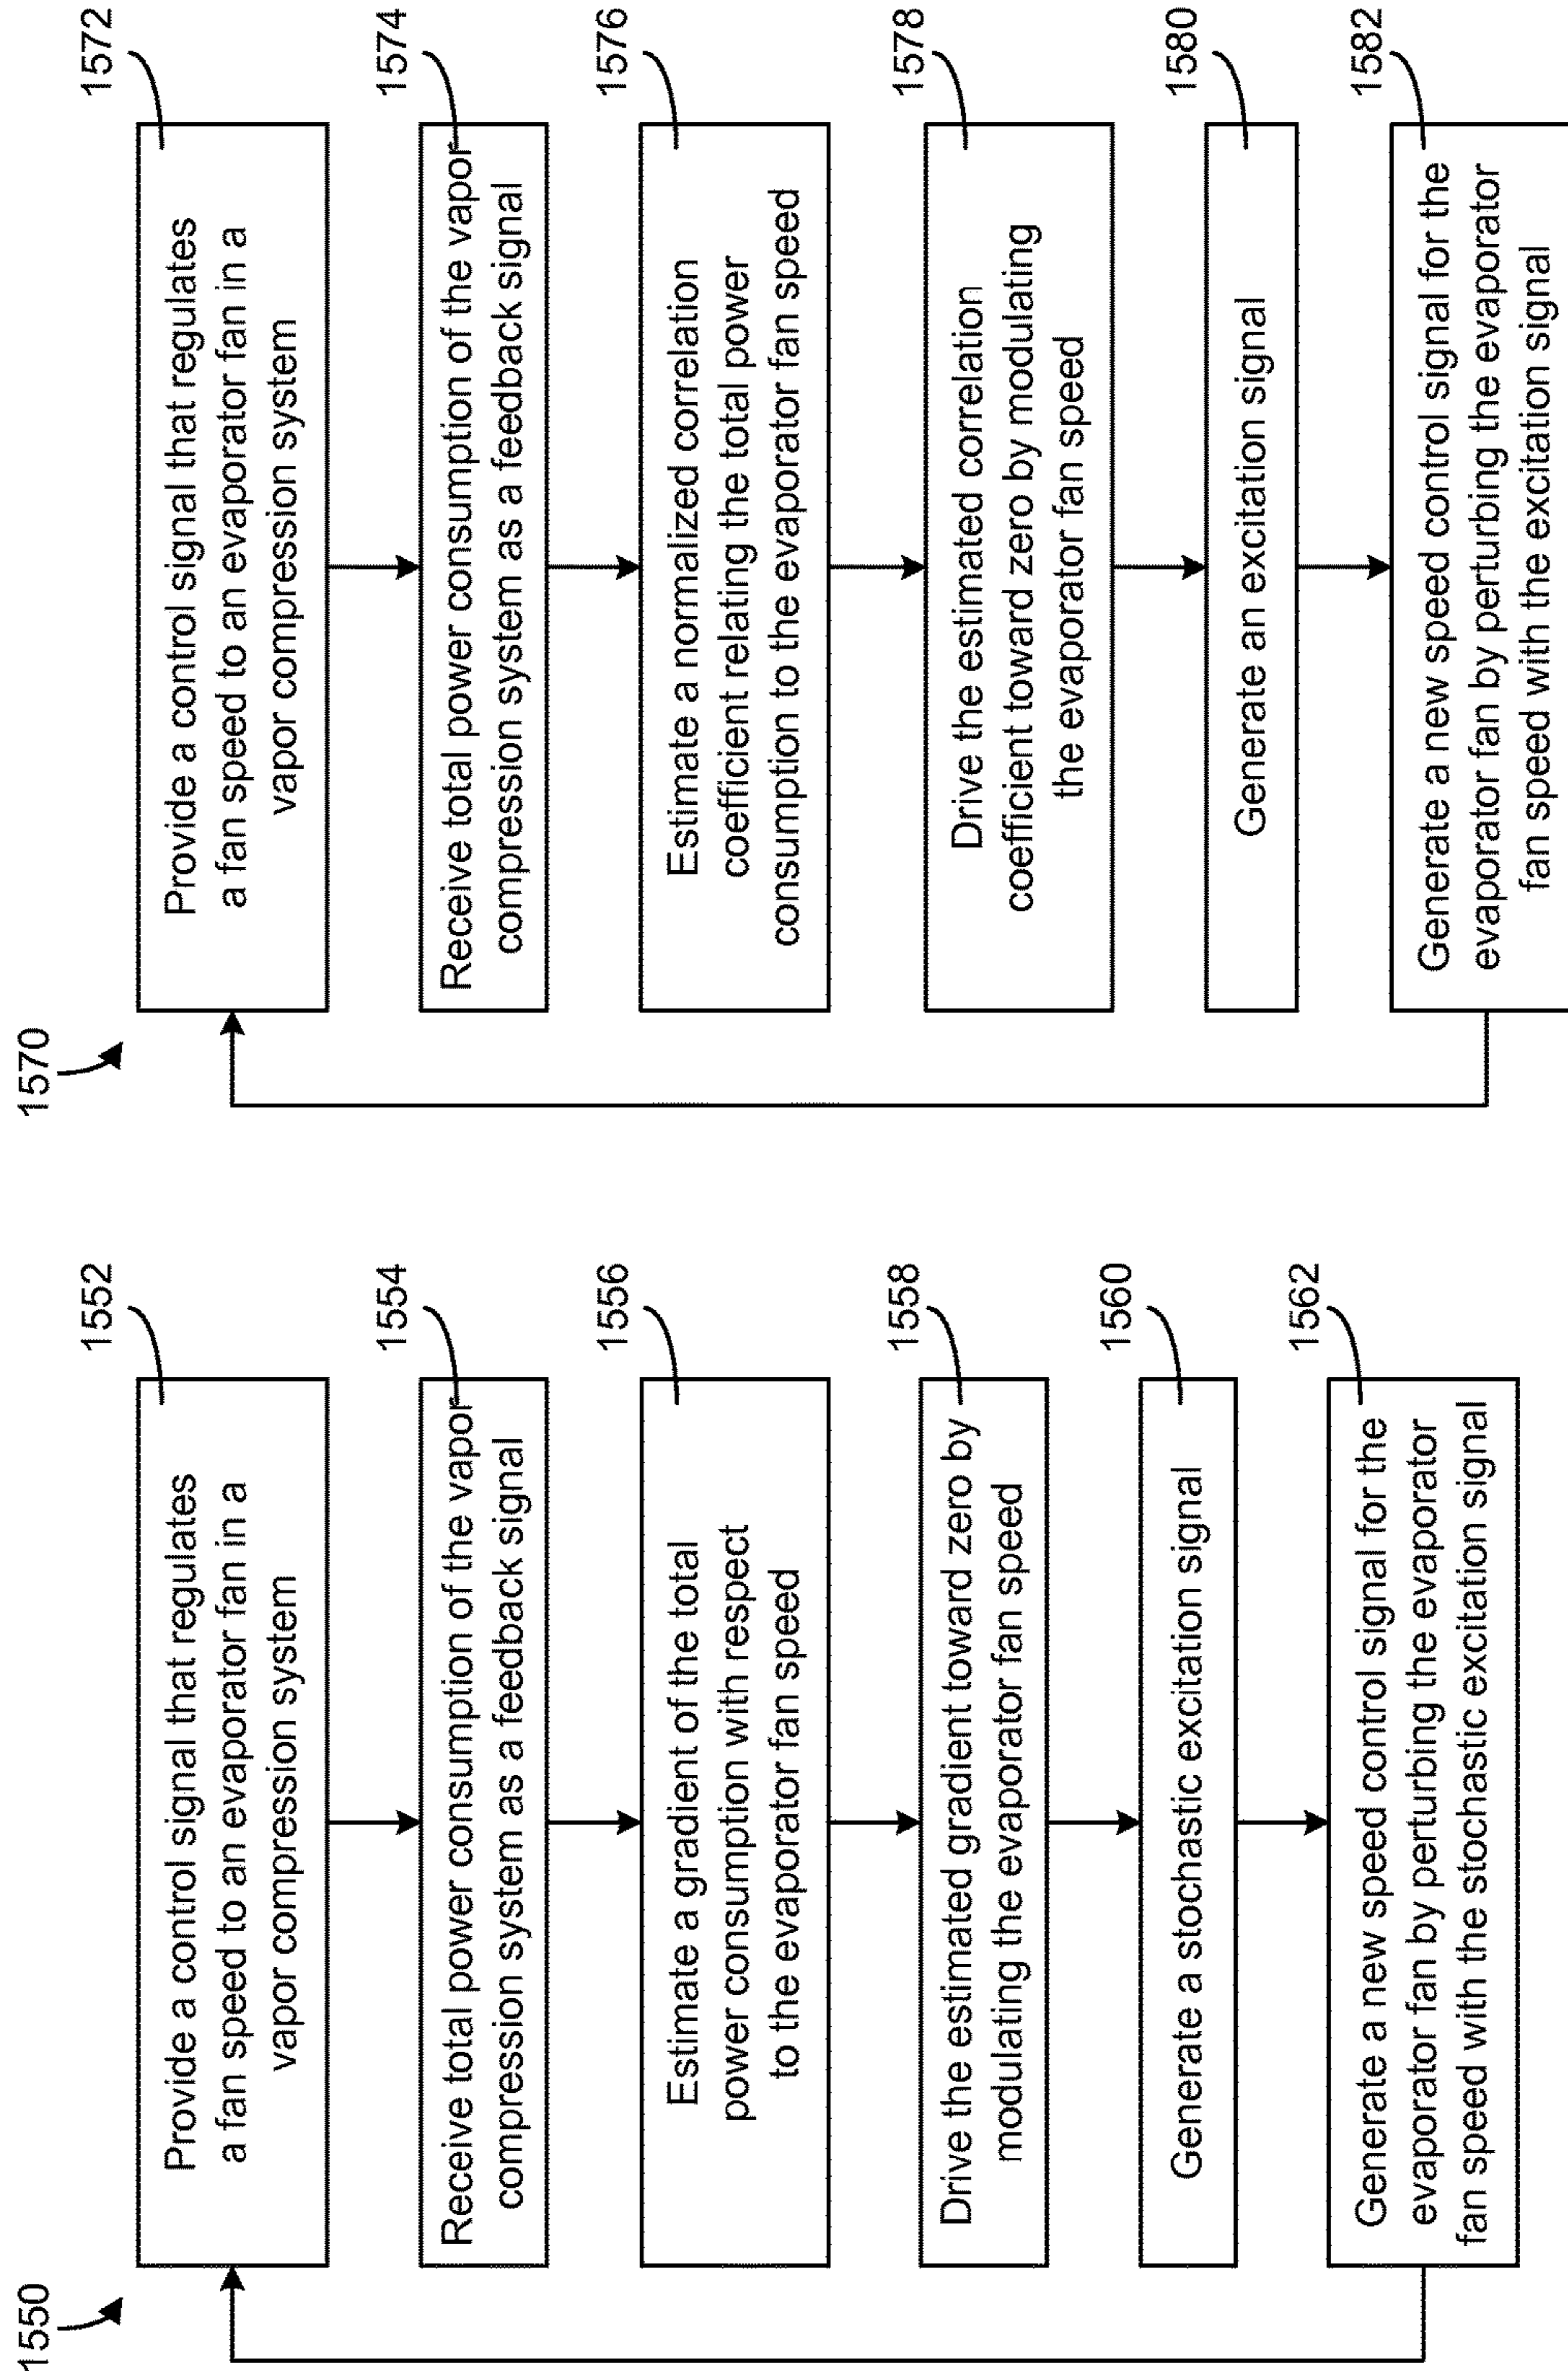 1550
1552
Provide a control signal that regulates
a fan speed to an evaporator fan in a
vapor compression system
1554
Receive total power consumption of the vapor
compression system as a feedback signal
1556
Estimate a gradient of the total
power consumption with respect
to the evaporator fan speed
1558
Drive the estimated gradient toward zero by
modulating the evaporator fan speed
1560
Generate a stochastic excitation signal
1562
Generate a new speed control signal for the
evaporator fan by perturbing the evaporator
fan speed with the stochastic excitation signal
1570
1572
Provide a control signal that regulates
a fan speed to an evaporator fan in a
vapor compression system
1574
Receive total power consumption of the vapor
compression system as a feedback signal
1576
Estimate a normalized correlation
coefficient relating the total power
consumption to the evaporator fan speed
1578
Drive the estimated correlation
coefficient toward zero by modulating
the evaporator fan speed
1580
Generate an excitation signal
1582
Generate a new speed control signal for the
evaporator fan by perturbing the evaporator
fan speed with the excitation signal